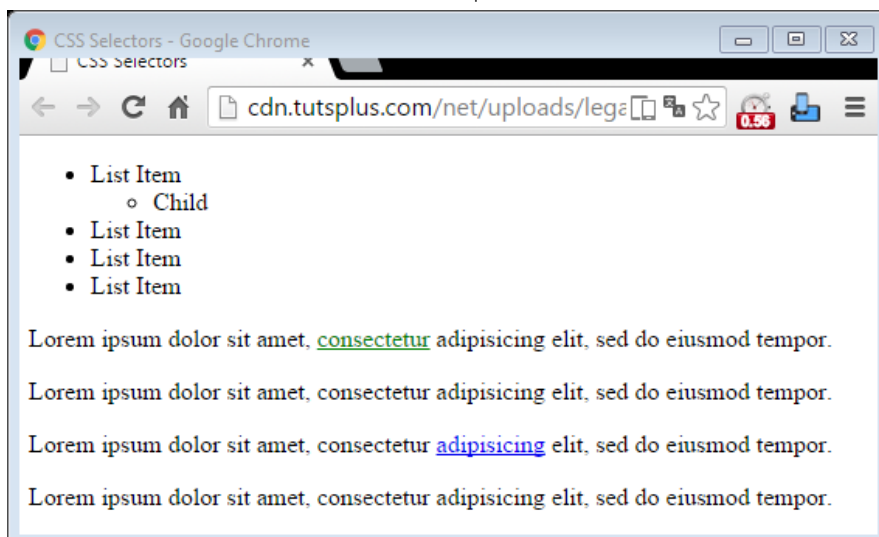 CSS Selectors - Google Chrome
CSS Selectors
cdn.tutsplus.com/net/uploads/lega
0.56
List Item
Child
List Item
List Item
List Item
Lorem ipsum dolor sit amet, consectetur adipisicing elit, sed do eiusmod tempor.
Lorem ipsum dolor sit amet, consectetur adipisicing elit, sed do eiusmod tempor.
Lorem ipsum dolor sit amet, consectetur adipisicing elit, sed do eiusmod tempor.
Lorem ipsum dolor sit amet, consectetur adipisicing elit, sed do eiusmod tempor.